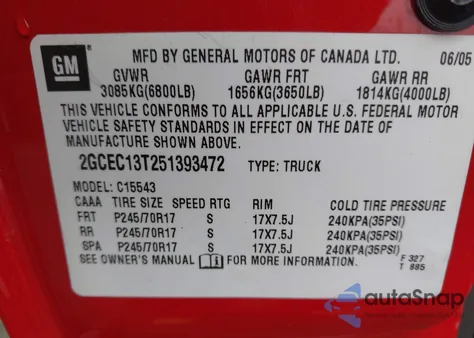 GM
MFD BY GENERAL MOTORS OF CANADA LTD. 06/05
GVWR GAWR FRT GAWR RR
3085KG(6800LB) 1656KG(3650LB) 1814KG(4000LB)
THIS VEHICLE CONFORMS TO ALL APPLICABLE U.S. FEDERAL MOTOR
VEHICLE SAFETY STANDARDS IN EFFECT ON THE DATE OF
MANUFACTURE SHOWN ABOVE.
2GCEC13T251393472 TYPE: TRUCK
MODEL: C15543
CAAA TIRE SIZE SPEED RTG RIM COLD TIRE PRESSURE
FRT P245/70R17 S 17X7.5J 240KPA(35PSI)
RR P245/70R17 S 17X7.5J 240KPA(35PSI)
SPA P245/70R17 S 17X7.5J 240KPA(35PSI)
SEE OWNER'S MANUAL FOR MORE INFORMATION. F 327
T 885
autoSnap